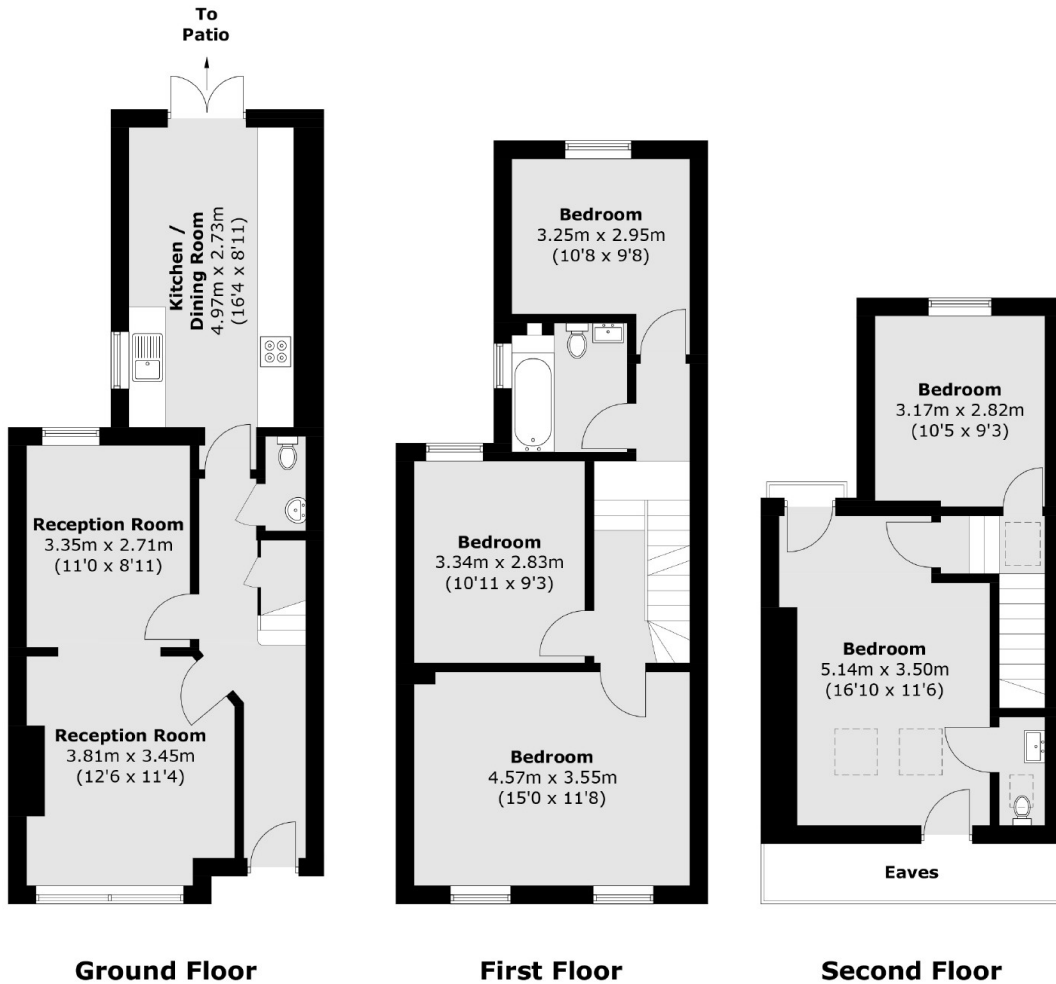 To
Patio
Kitchen /
Dining Room
4.97m x 2.73m
(16'4 x 8'11)
Reception Room
3.35m x 2.71m
(11'0 x 8'11)
Reception Room
3.81m x 3.45m
(12'6 x 11'4)
Ground Floor
Bedroom
3.25m x 2.95m
(10'8 x 9'8)
Bedroom
3.34m x 2.83m
(10'11 x 9'3)
Bedroom
4.57m x 3.55m
(15'0 x 11'8)
First Floor
Bedroom
3.17m x 2.82m
(10'5 x 9'3)
Bedroom
5.14m x 3.50m
(16'10 x 11'6)
Eaves
Second Floor